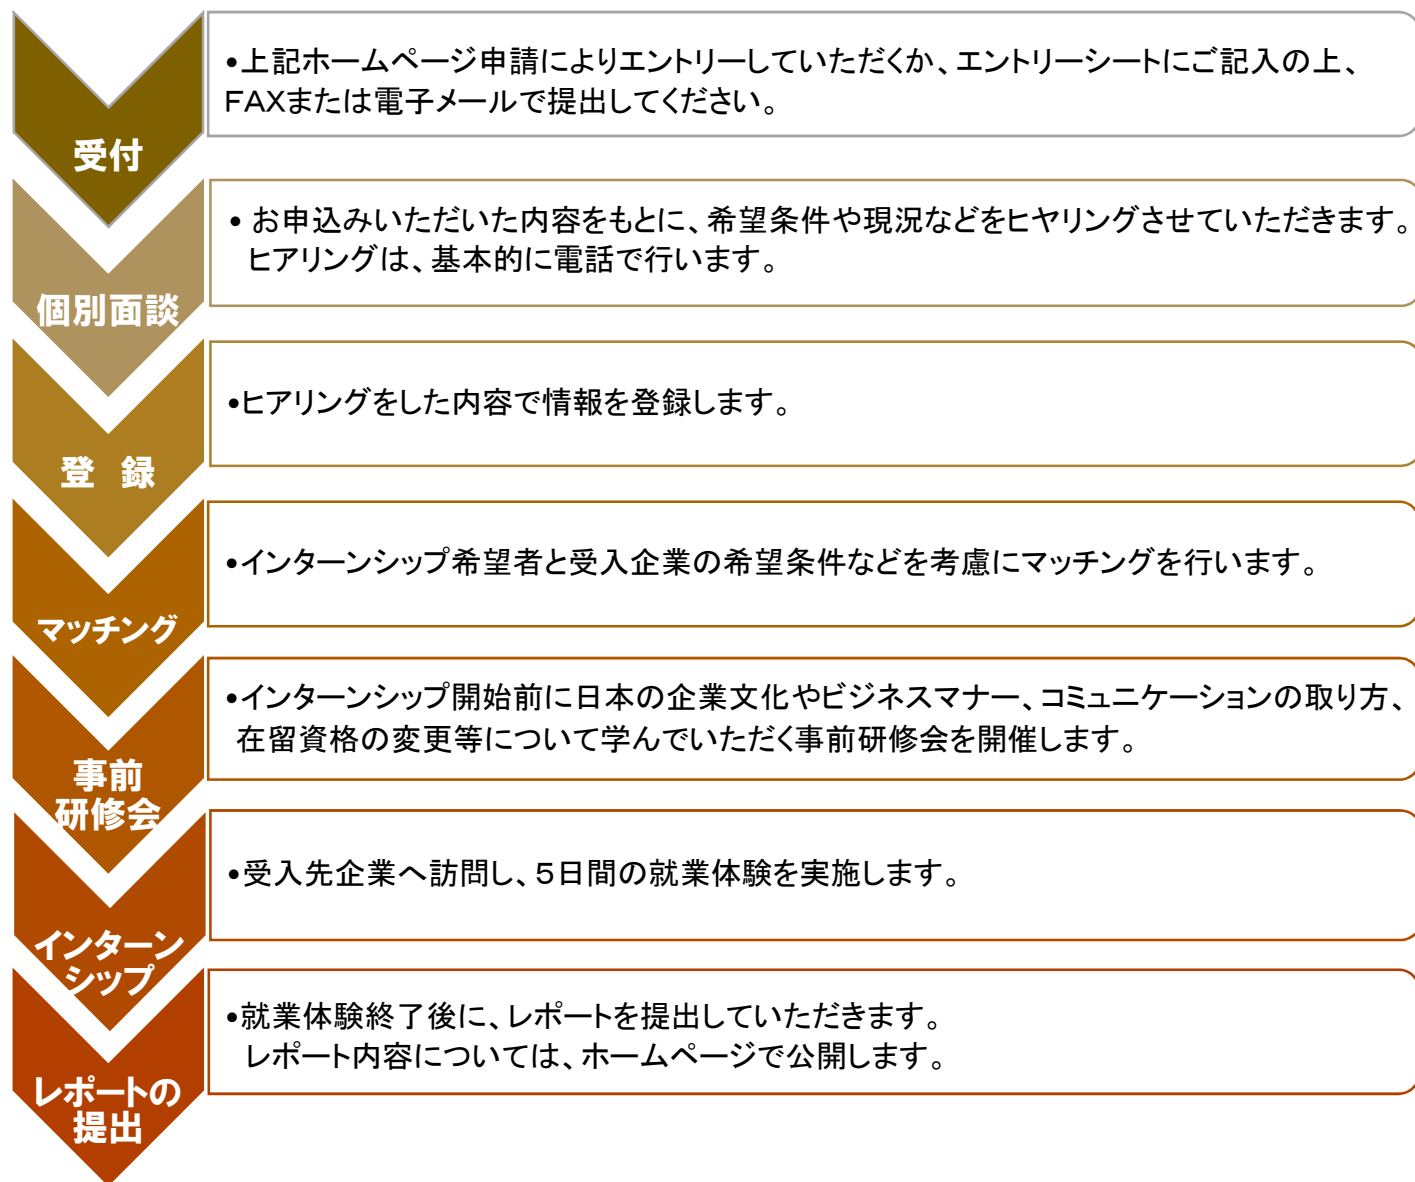 •上記ホームページ申請によりエントリーしていただくか、エントリーシートにご記入の上、
FAXまたは電子メールで提出してください。
受付
• お申込みいただいた内容をもとに、希望条件や現況などをヒヤリングさせていただきます。
ヒアリングは、基本的に電話で行います。
個別面談
•ヒアリングをした内容で情報を登録します。
登　録
•インターンシップ希望者と受入企業の希望条件などを考慮にマッチングを行います。
マッチング
•インターンシップ開始前に日本の企業文化やビジネスマナー、コミュニケーションの取り方、
在留資格の変更等について学んでいただく事前研修会を開催します。
事前
研修会
•受入先企業へ訪問し、５日間の就業体験を実施します。
インターン
シップ
•就業体験終了後に、レポートを提出していただきます。
レポート内容については、ホームページで公開します。
レポートの
提出